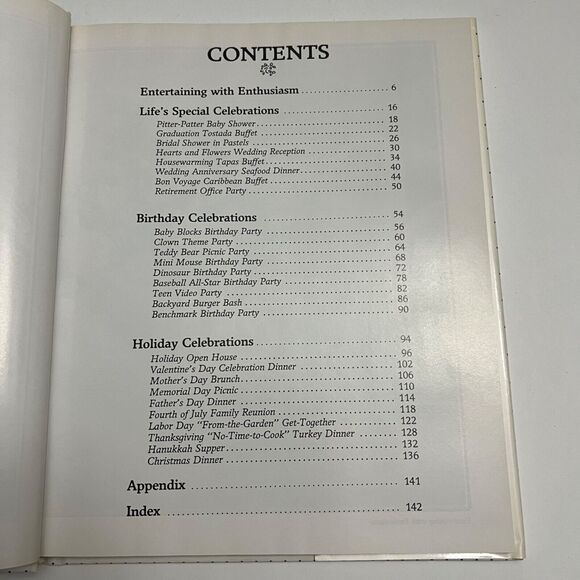 CONTENTS
Entertaining with Enthusiasm .................... 6
Life's Special Celebrations .................... 16
Pitter-Patter Baby Shower .................... 18
Graduation Tostada Buffet .................... 22
Bridal Shower in Pastels .................... 26
Hearts and Flowers Wedding Reception .................... 30
Housewarming Tapas Buffet .................... 34
Wedding Anniversary Seafood Dinner .................... 40
Bon Voyage Caribbean Buffet .................... 44
Retirement Office Party .................... 50
Birthday Celebrations .................... 54
Baby Blocks Birthday Party .................... 56
Clown Theme Party .................... 60
Teddy Bear Picnic Party .................... 64
Mini Mouse Birthday Party .................... 68
Dinosaur Birthday Party .................... 72
Baseball All-Star Birthday Party .................... 78
Teen Video Party .................... 82
Backyard Burger Bash .................... 86
Benchmark Birthday Party .................... 90
Holiday Celebrations .................... 94
Holiday Open House .................... 96
Valentine's Day Celebration Dinner .................... 102
Mother's Day Brunch .................... 106
Memorial Day Picnic .................... 110
Father's Day Dinner .................... 114
Fourth of July Family Reunion .................... 118
Labor Day "From-the-Garden" Get-Together .................... 122
Thanksgiving "No-Time-to-Cook" Turkey Dinner .................... 128
Hanukkah Supper .................... 132
Christmas Dinner .................... 136
Appendix .................... 141
Index .................... 142